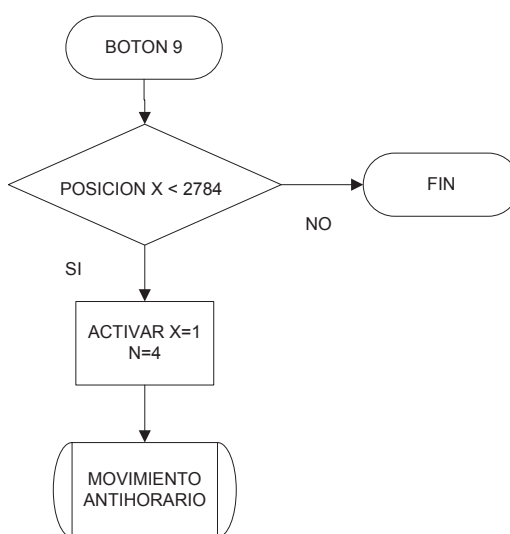 BOTON 9
POSICION X < 2784
FIN
NO
SI
ACTIVAR X=1
N=4
MOVIMIENTO
ANTIHORARIO